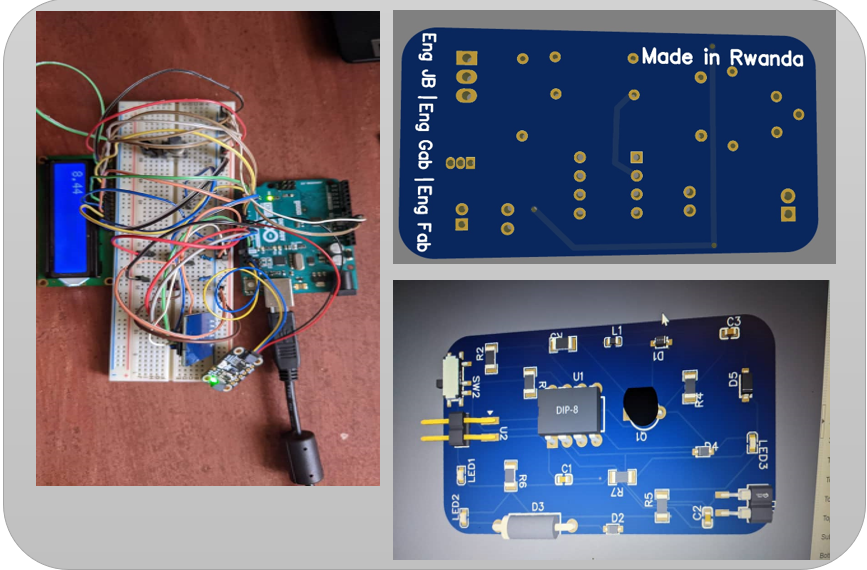 8,44
Eng JB |Eng Gab |Eng Fab
Made in Rwanda
L1
C3
R2
D1
SW2
U1
R4
D5
DIP-8
Q1
U2
LED3
LED1
R6
C1
R7
R5
LED2
D3
D2
C2